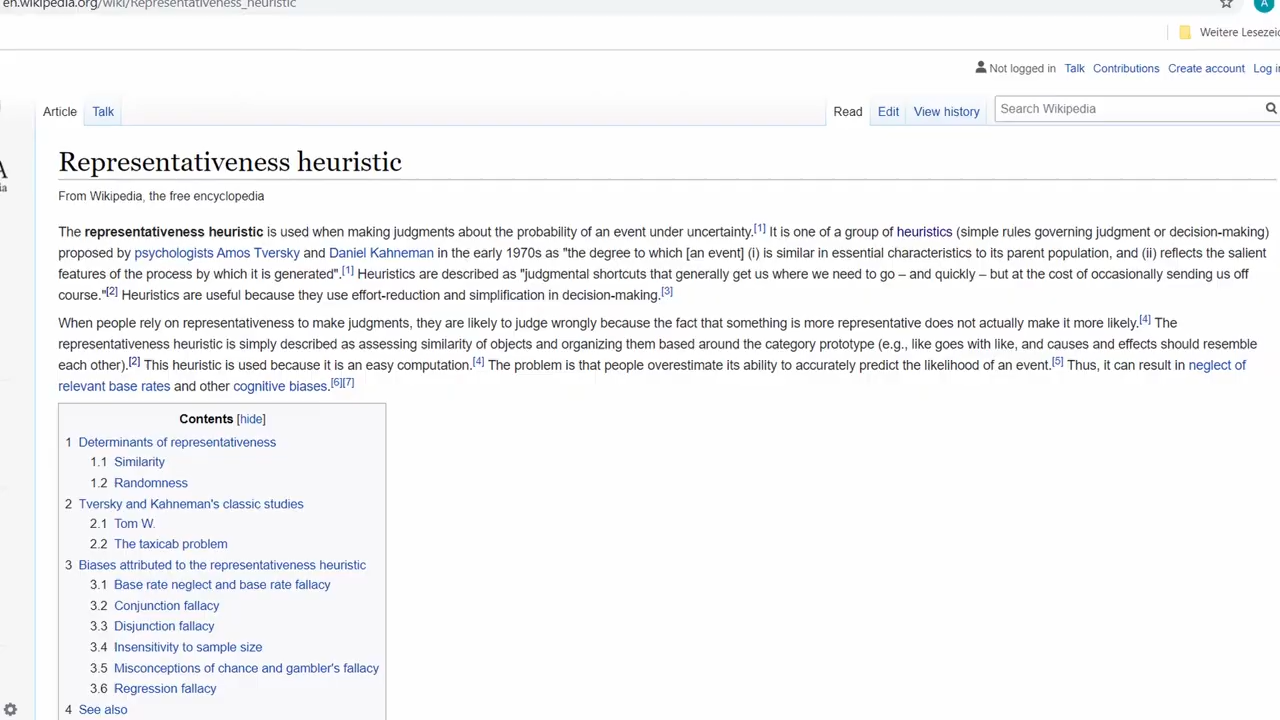 en.wikipedia.org/wiki/Representativeness_heuristic
A
Weitere Lesezei
Not logged in Talk Contributions Create account Log i
Article Talk Read Edit View history Search Wikipedia
A
ia
Representativeness heuristic
From Wikipedia, the free encyclopedia
The representativeness heuristic is used when making judgments about the probability of an event under uncertainty.[1] It is one of a group of heuristics (simple rules governing judgment or decision-making)
proposed by psychologists Amos Tversky and Daniel Kahneman in the early 1970s as "the degree to which [an event] (i) is similar in essential characteristics to its parent population, and (ii) reflects the salient
features of the process by which it is generated".[1] Heuristics are described as "judgmental shortcuts that generally get us where we need to go – and quickly – but at the cost of occasionally sending us off
course."[2] Heuristics are useful because they use effort-reduction and simplification in decision-making.[3]
When people rely on representativeness to make judgments, they are likely to judge wrongly because the fact that something is more representative does not actually make it more likely.[4] The
representativeness heuristic is simply described as assessing similarity of objects and organizing them based around the category prototype (e.g., like goes with like, and causes and effects should resemble
each other).[2] This heuristic is used because it is an easy computation.[4] The problem is that people overestimate its ability to accurately predict the likelihood of an event.[5] Thus, it can result in neglect of
relevant base rates and other cognitive biases.[6][7]
Contents [hide]
1 Determinants of representativeness
1.1 Similarity
1.2 Randomness
2 Tversky and Kahneman's classic studies
2.1 Tom W.
2.2 The taxicab problem
3 Biases attributed to the representativeness heuristic
3.1 Base rate neglect and base rate fallacy
3.2 Conjunction fallacy
3.3 Disjunction fallacy
3.4 Insensitivity to sample size
3.5 Misconceptions of chance and gambler's fallacy
3.6 Regression fallacy
4 See also